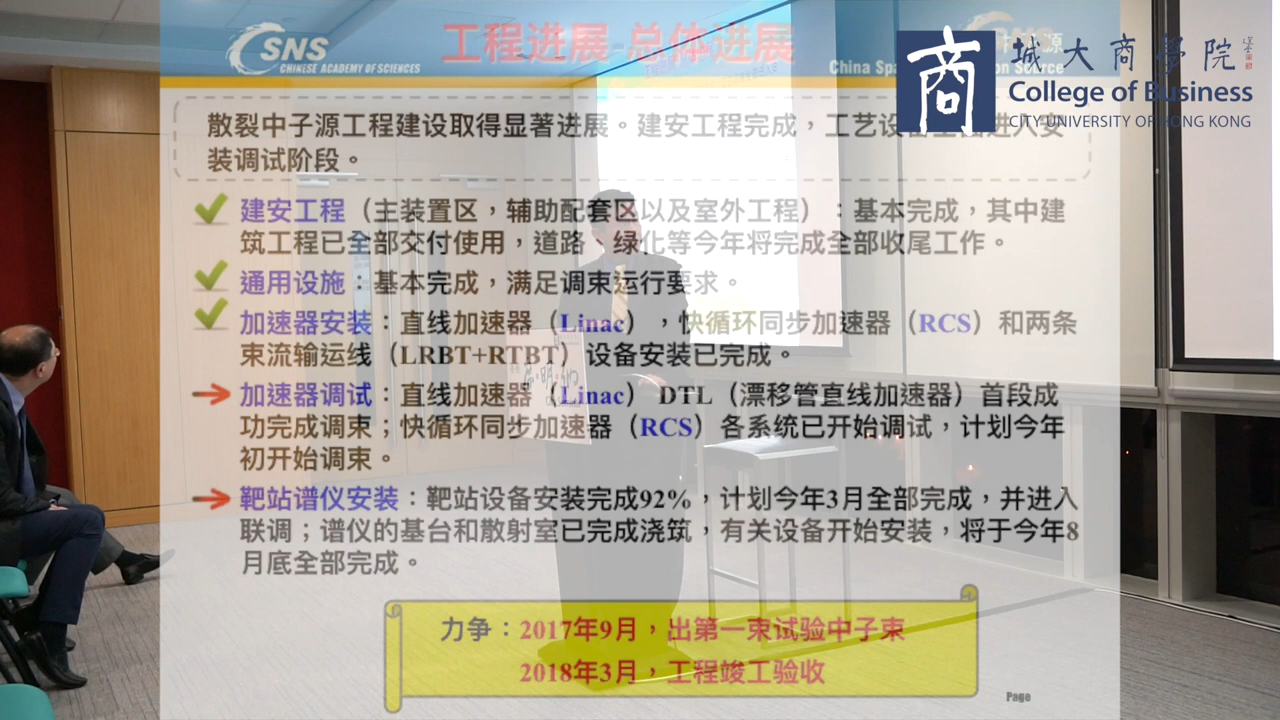 工程进展-总体进展
CSNS
CHINESE ACADEMY OF SCIENCES
China Spa
on Source
源
商
城大商學院
College of Business
CITY UNIVERSITY OF HONG KONG
散裂中子源工程建设取得显著进展。建安工程完成，工艺设备全面进入安
装调试阶段。
建安工程（主装置区，辅助配套区以及室外工程）：基本完成，其中建
筑工程已全部交付使用，道路、绿化等今年将完成全部收尾工作。
通用设施：基本完成，满足调束运行要求。
加速器安装：直线加速器（Linac），快循环同步加速器（RCS）和两条
束流输运线（LRBT+RTBT）设备安装已完成。
加速器调试：直线加速器（Linac）DTL（漂移管直线加速器）首段成
功完成调束；快循环同步加速器（RCS）各系统已开始调试，计划今年
初开始调束。
靶站谱仪安装：靶站设备安装完成92%，计划今年3月全部完成，并进入
联调；谱仪的基台和散射室已完成浇筑，有关设备开始安装，将于今年8
月底全部完成。
力争：2017年9月，出第一束试验中子束
2018年3月，工程竣工验收
Page